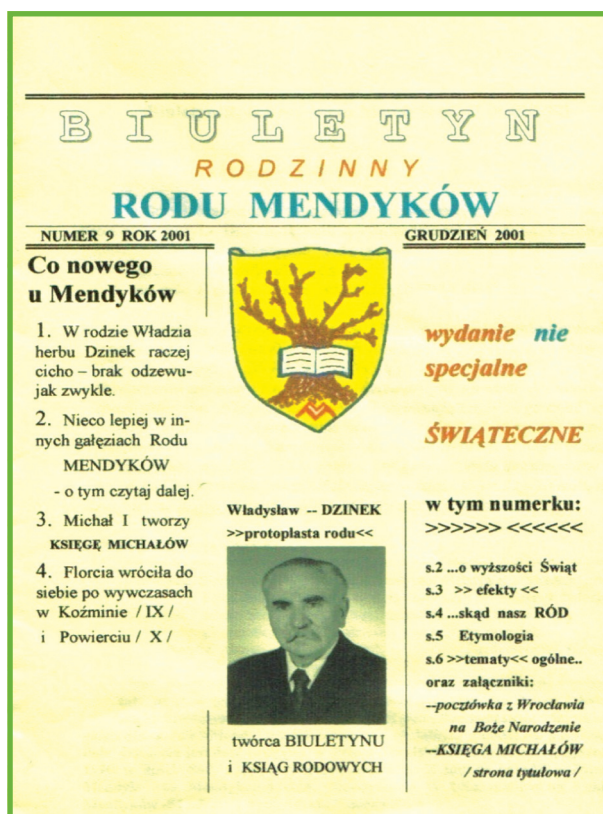 BIULETYN
RODZINNY
RODU MENDYKÓW
NUMER 9 ROK 2001
GRUDZIEŃ 2001
Co nowego
u Mendyków
1. W rodzie Władzia
herbu Dzinek raczej
cicho – brak odzewu-
jak zwykle.
2. Nieco lepiej w in-
nych gałęziach Rodu
MENDYKÓW
- o tym czytaj dalej.
3. Michał I tworzy
KSIĘGĘ MICHAŁÓW
4. Florcia wróciła do
siebie po wywczasach
w Koźminie / IX /
i Powierciu / X /
Władysław -- DZINEK
>>protoplasta rodu<<
twórca BIULETYNU
i KSIĄG RODOWYCH
wydanie nie
specjalne
ŚWIĄTECZNE
w tym numerku:
>>>>>> <<<<<<
s.2 ...o wyższości Świąt
s.3 >> efekty <<
s.4 ...skąd nasz RÓD
s.5 Etymologia
s.6 >>tematy<< ogólne..
oraz załączniki:
--pocztówka z Wrocławia
na Boże Narodzenie
--KSIĘGA MICHAŁÓW
/ strona tytułowa /